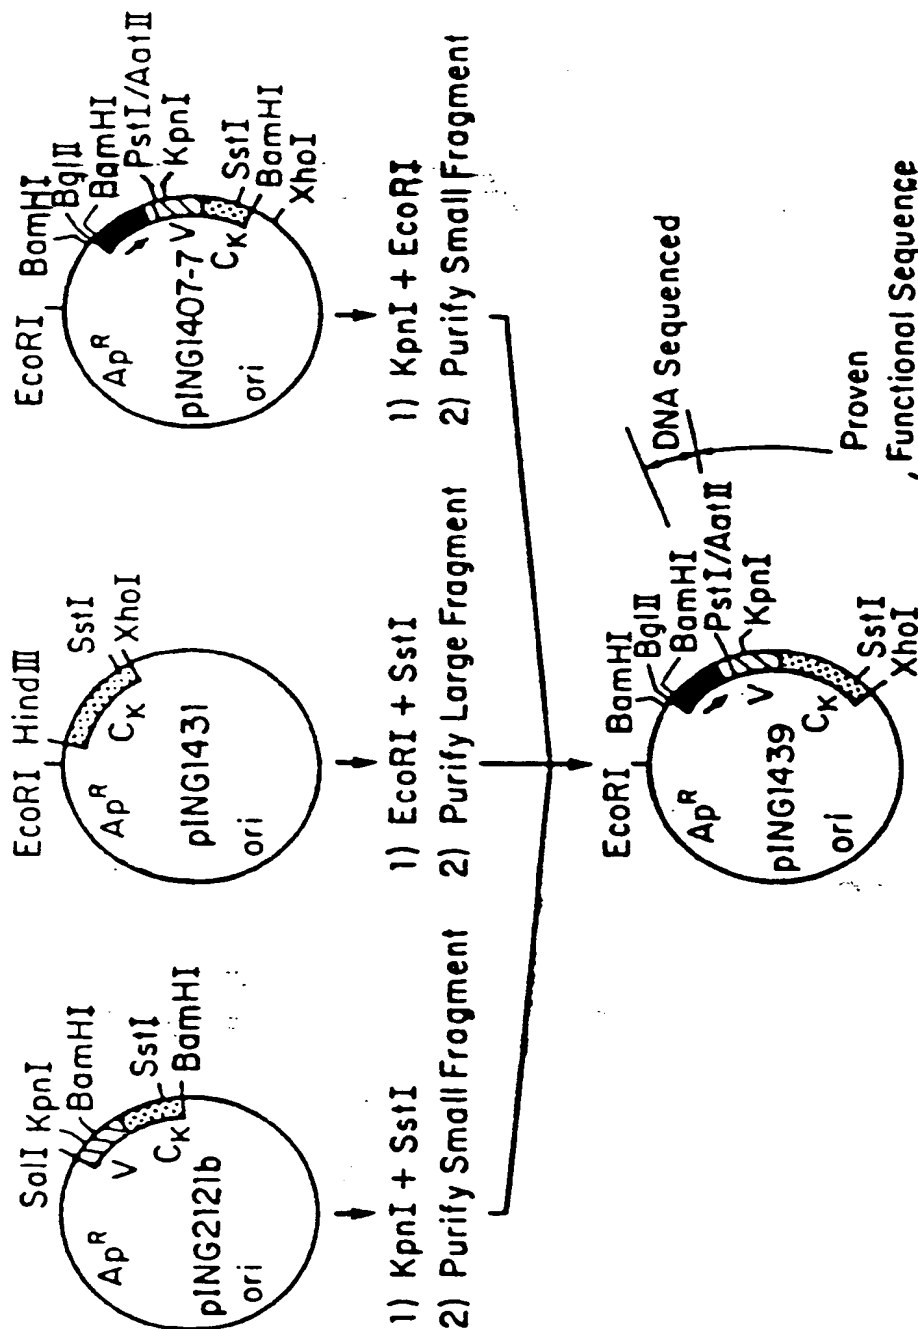 SalI
KpnI
BamHI
SstI
BamHI
Ap^R
V
C_K
pING2121b
ori
1) KpnI + SstI
2) Purify Small Fragment
EcoRI
HindIII
SstI
XhoI
Ap^R
C_K
pING1431
ori
1) EcoRI + SstI
2) Purify Large Fragment
EcoRI
BamHI
BglII
BamHI
PstI/AatII
KpnI
SstI
BamHI
XhoI
Ap^R
V
C_K
pING1407-7
ori
1) KpnI + EcoRI
2) Purify Small Fragment
EcoRI
BamHI
BglII
BamHI
PstI/AatII
KpnI
SstI
XhoI
Ap^R
V
C_K
pING1439
ori
DNA Sequenced
Proven
Functional Sequence